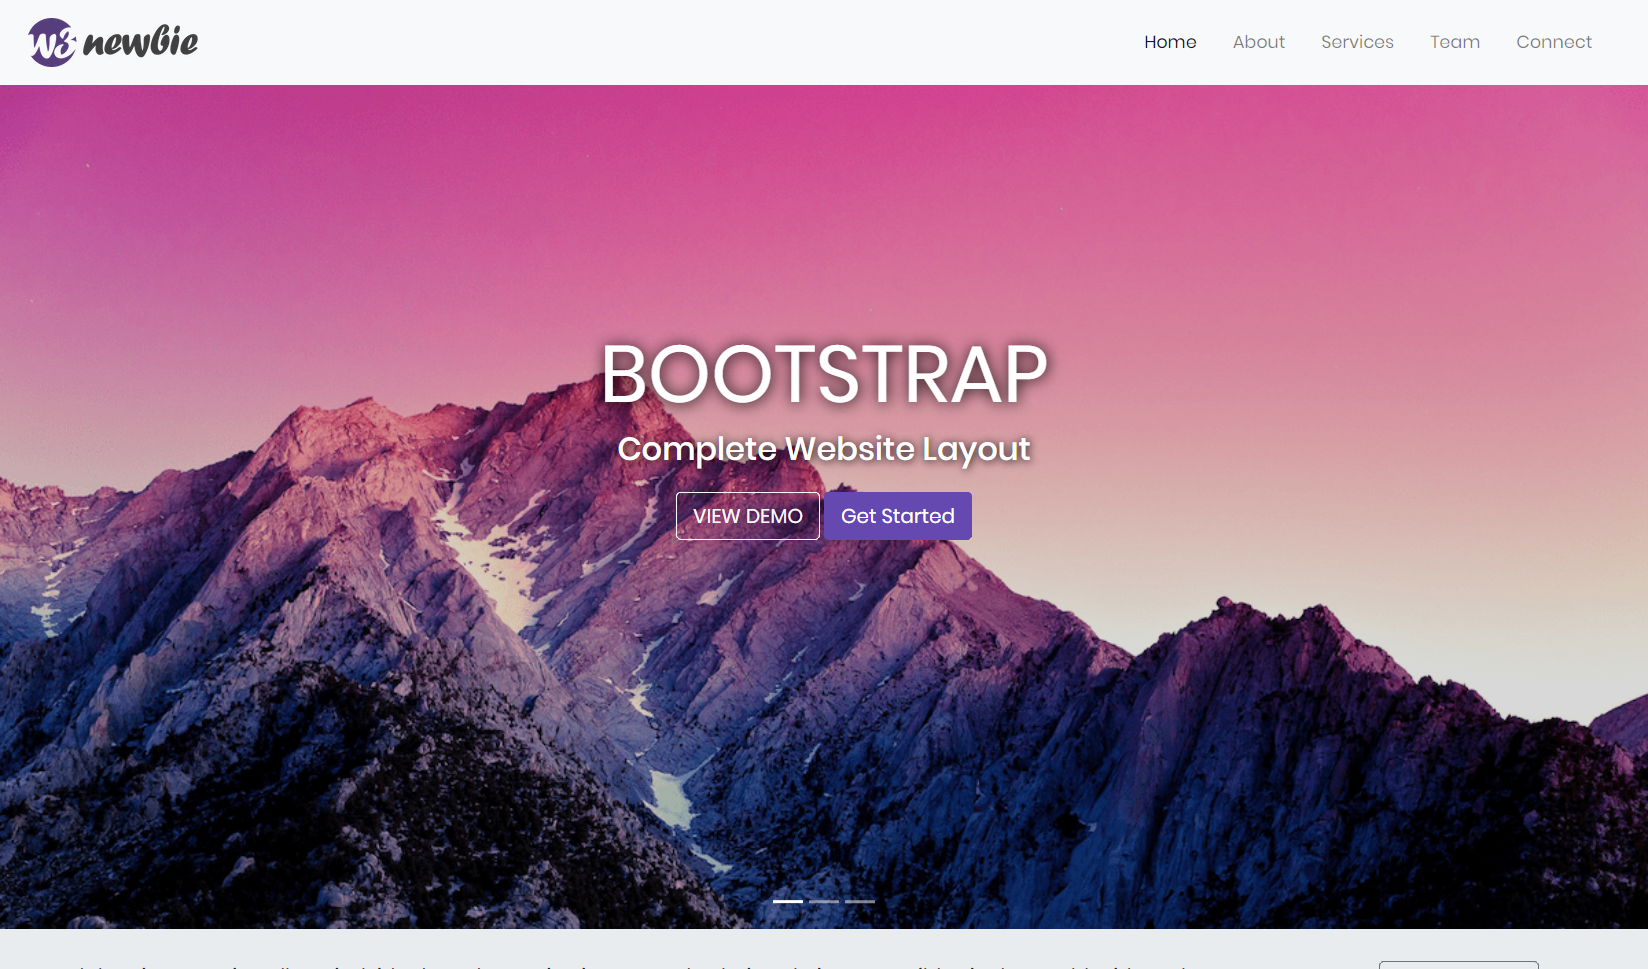 w3 newbie
Home About Services Team Connect
BOOTSTRAP
Complete Website Layout
VIEW DEMO Get Started